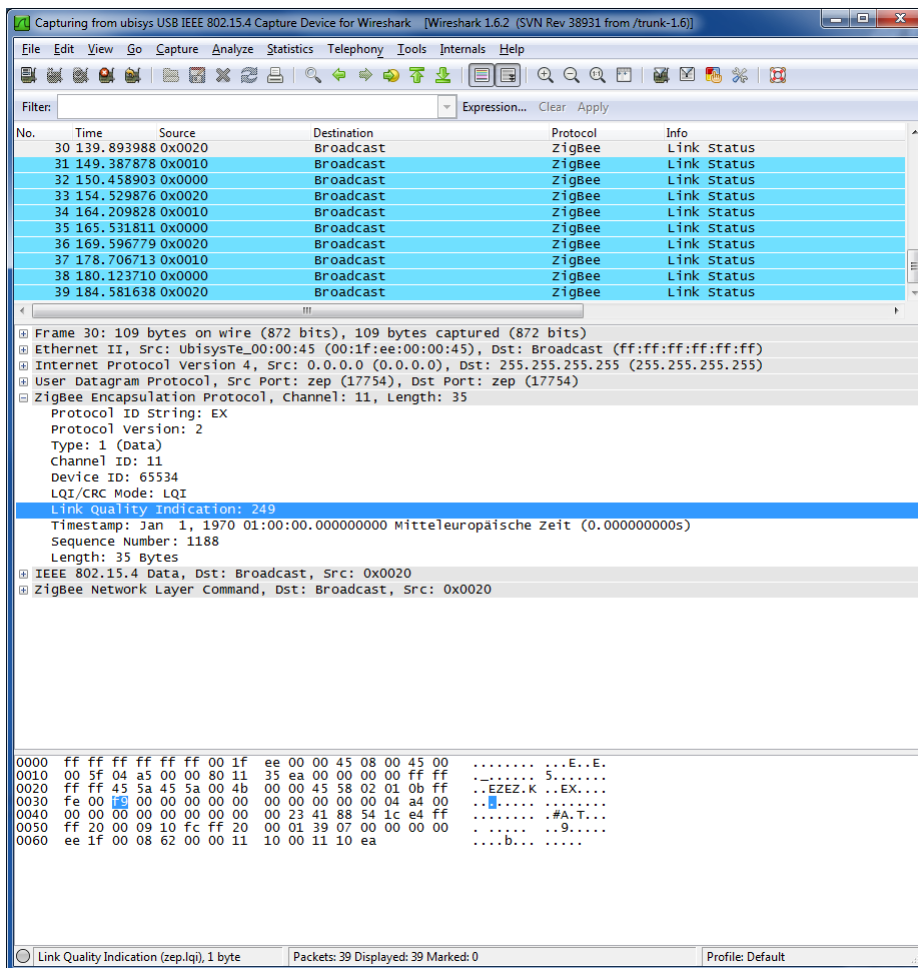 Capturing from ubisys USB IEEE 802.15.4 Capture Device for Wireshark [Wireshark 1.6.2 (SVN Rev 38931 from /trunk-1.6)]
File Edit View Go Capture Analyze Statistics Telephony Tools Internals Help
Filter: Expression... Clear Apply
No. Time Source Destination Protocol Info
30 139.893988 0x0020 Broadcast ZigBee Link Status
31 149.387878 0x0010 Broadcast ZigBee Link Status
32 150.458903 0x0000 Broadcast ZigBee Link Status
33 154.529876 0x0020 Broadcast ZigBee Link Status
34 164.209828 0x0010 Broadcast ZigBee Link Status
35 165.531811 0x0000 Broadcast ZigBee Link Status
36 169.596779 0x0020 Broadcast ZigBee Link Status
37 178.706713 0x0010 Broadcast ZigBee Link Status
38 180.123710 0x0000 Broadcast ZigBee Link Status
39 184.581638 0x0020 Broadcast ZigBee Link Status
Frame 30: 109 bytes on wire (872 bits), 109 bytes captured (872 bits)
Ethernet II, Src: UbisysTe_00:00:45 (00:1f:ee:00:00:45), Dst: Broadcast (ff:ff:ff:ff:ff:ff)
Internet Protocol Version 4, Src: 0.0.0.0 (0.0.0.0), Dst: 255.255.255.255 (255.255.255.255)
User Datagram Protocol, Src Port: zep (17754), Dst Port: zep (17754)
ZigBee Encapsulation Protocol, Channel: 11, Length: 35
Protocol ID String: EX
Protocol Version: 2
Type: 1 (Data)
Channel ID: 11
Device ID: 65534
LQI/CRC Mode: LQI
Link Quality Indication: 249
Timestamp: Jan 1, 1970 01:00:00.000000000 Mitteleuropäische Zeit (0.000000000s)
Sequence Number: 1188
Length: 35 Bytes
IEEE 802.15.4 Data, Dst: Broadcast, Src: 0x0020
ZigBee Network Layer Command, Dst: Broadcast, Src: 0x0020
0000 ff ff ff ff ff ff 00 1f ee 00 00 45 08 00 45 00 ........ ...E..E.
0010 00 5f 04 a5 00 00 80 11 35 ea 00 00 00 00 ff ff ._...... 5.......
0020 ff ff 45 5a 45 5a 00 4b 00 00 45 58 02 01 0b ff ..EZEZ.K ..EX....
0030 fe 00 f9 00 00 00 00 00 00 00 00 00 00 04 a4 00 ........ ........
0040 00 00 00 00 00 00 00 00 00 23 41 88 54 1c e4 ff ........ .#A.T...
0050 ff 20 00 09 10 fc ff 20 00 01 39 07 00 00 00 00 . ..... ..9.....
0060 ee 1f 00 08 62 00 00 11 10 00 11 10 ea ....b... .....
Link Quality Indication (zep.lqi), 1 byte Packets: 39 Displayed: 39 Marked: 0 Profile: Default